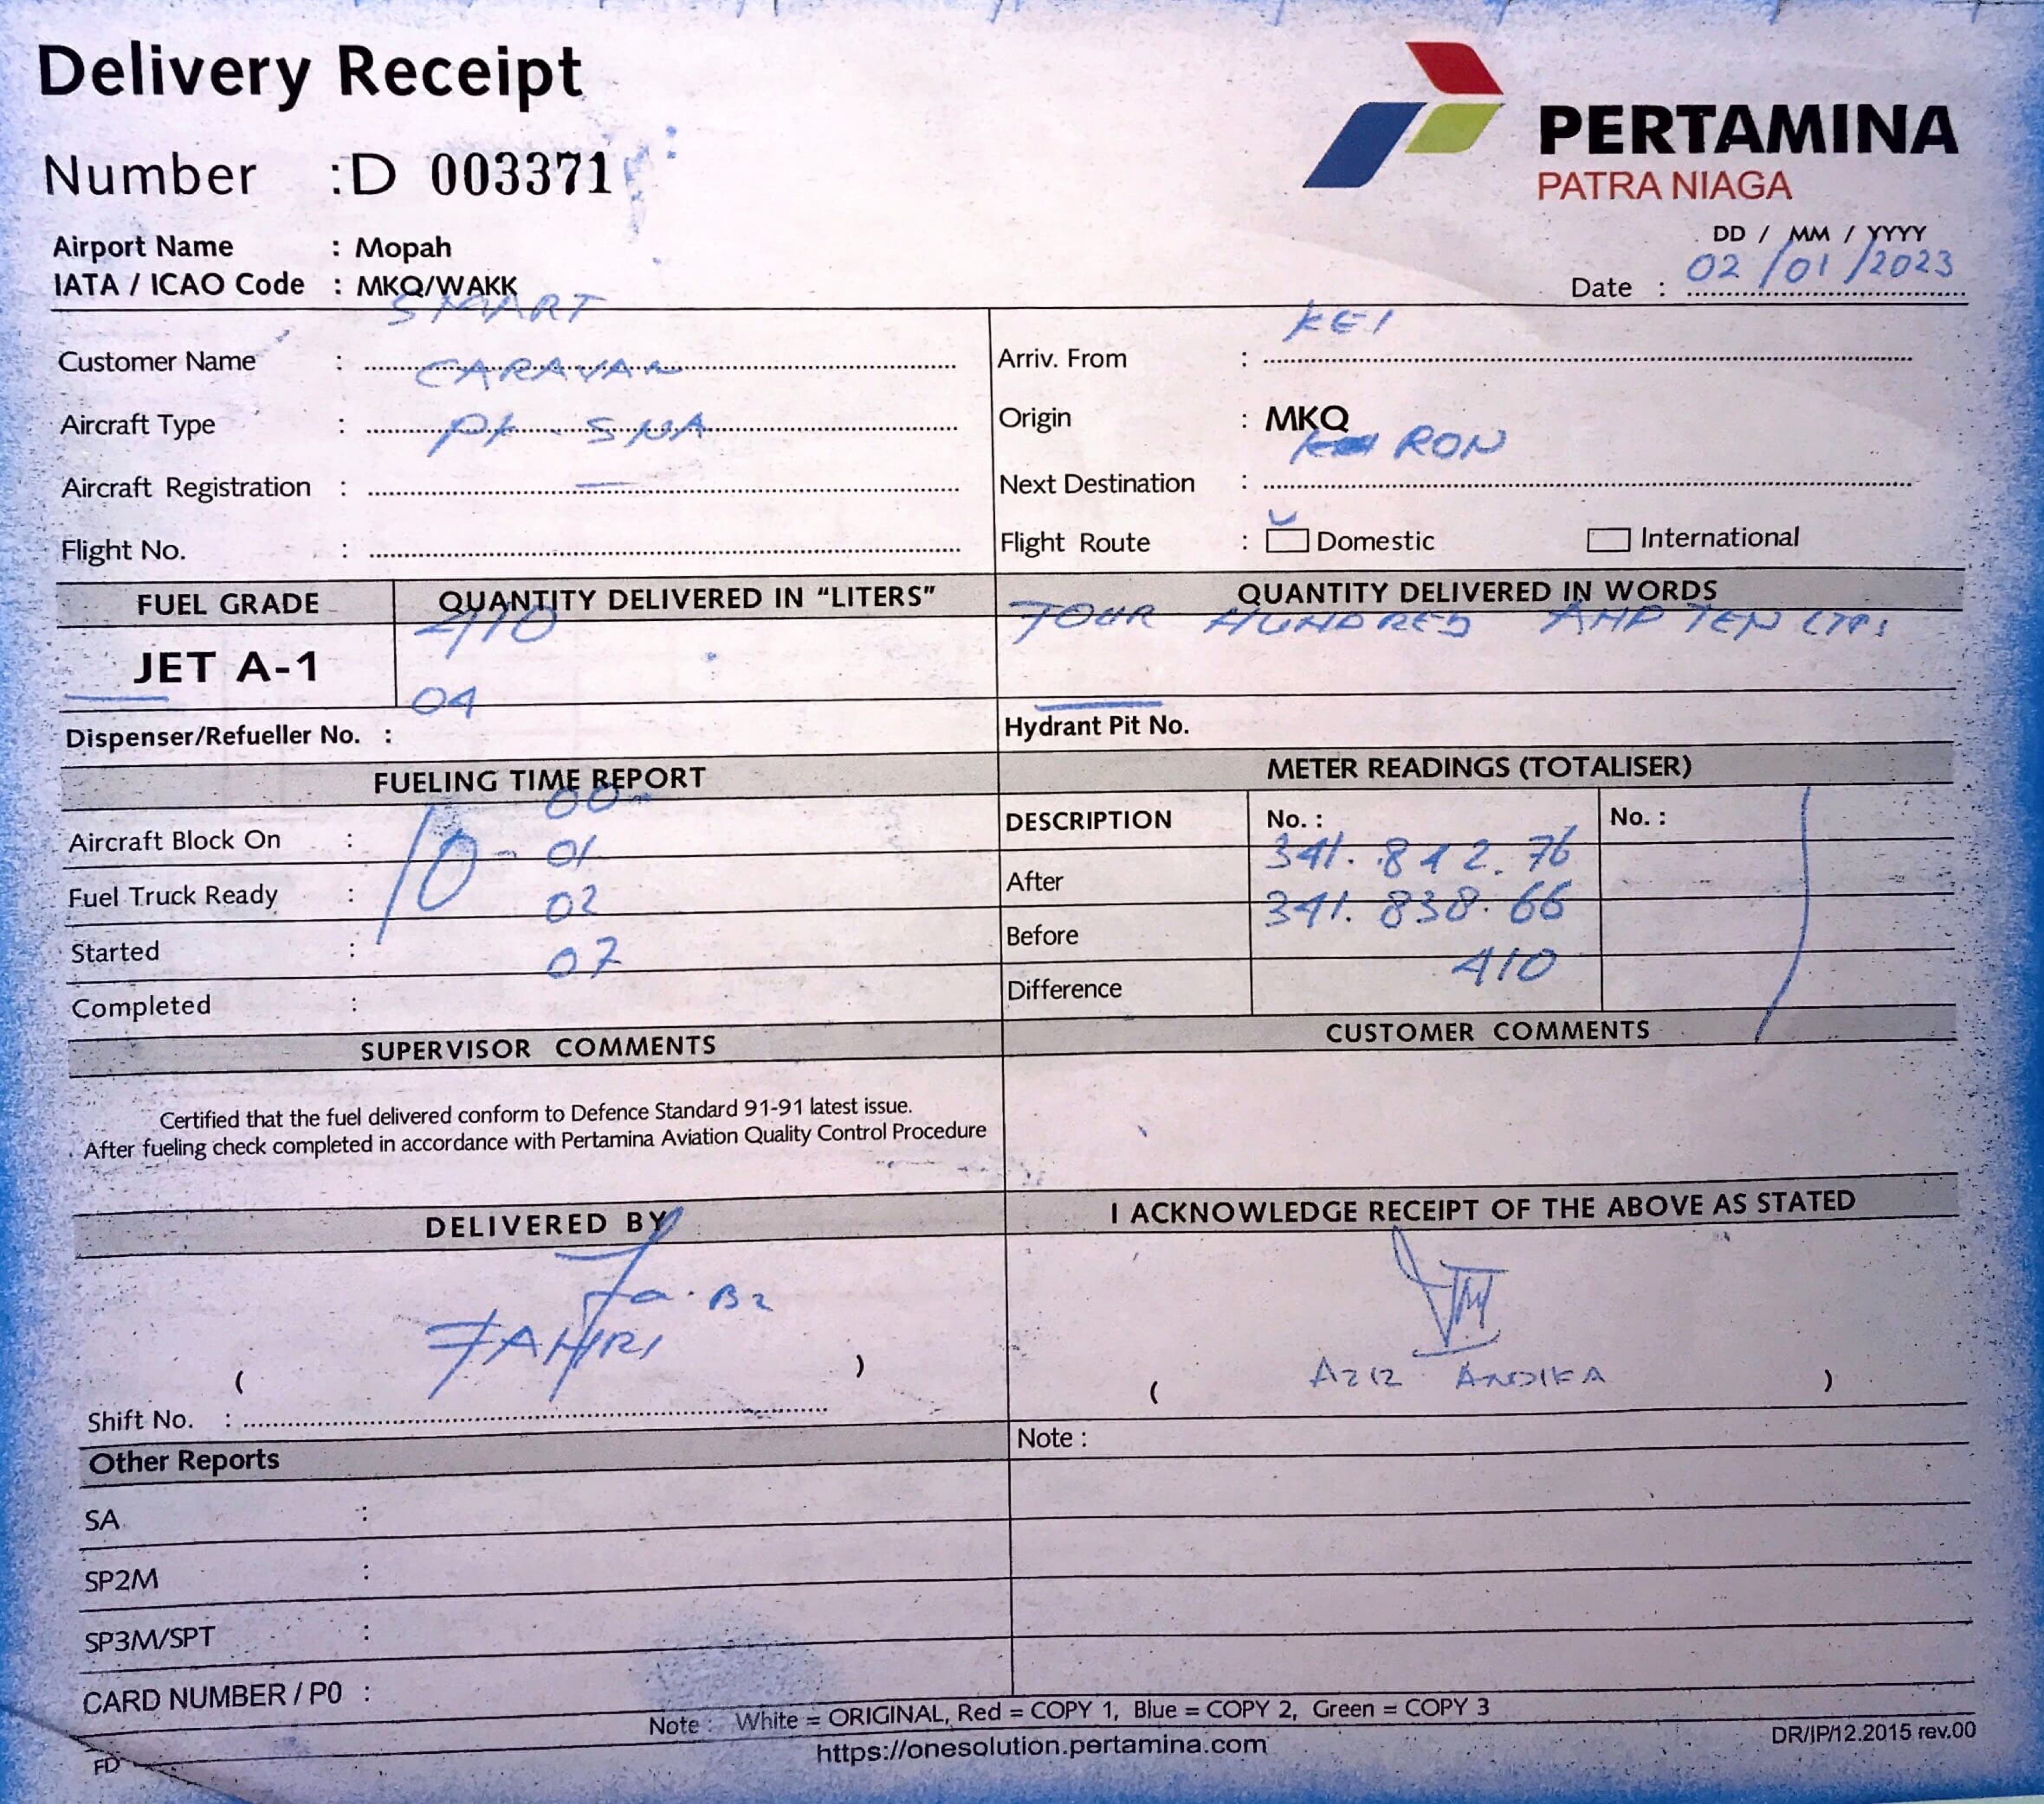 Delivery Receipt
Number : D 003371
PERTAMINA
PATRA NIAGA
Airport Name : Mopah
IATA / ICAO Code : MKQ/WAKK
DD / MM / YYYY
Date : 02/01/2023
Customer Name : SMART
Aircraft Type : CARAVAN
Aircraft Registration : PK-SNA
Flight No. : —
Arriv. From : KEI
Origin : MKQ
Next Destination : RON
Flight Route : Domestic International
FUEL GRADE QUANTITY DELIVERED IN "LITERS" QUANTITY DELIVERED IN WORDS
JET A-1 410 FOUR HUNDRED AND TEN LTR
Dispenser/Refueller No. : 04 Hydrant Pit No.
FUELING TIME REPORT
Aircraft Block On : 10 - 00
Fuel Truck Ready : 01
Started : 02
Completed : 07
METER READINGS (TOTALISER)
DESCRIPTION No. : No. :
After 341.842.76
Before 341.838.66
Difference 410
SUPERVISOR COMMENTS CUSTOMER COMMENTS
Certified that the fuel delivered conform to Defence Standard 91-91 latest issue.
After fueling check completed in accordance with Pertamina Aviation Quality Control Procedure
DELIVERED BY
FAHRI
( )
Shift No. :
I ACKNOWLEDGE RECEIPT OF THE ABOVE AS STATED
( AZIZ ANDIKA )
Other Reports
SA :
SP2M :
SP3M/SPT :
CARD NUMBER / P0 :
Note :
Note : White = ORIGINAL, Red = COPY 1, Blue = COPY 2, Green = COPY 3
FD
https://onesolution.pertamina.com
DR/IP/12.2015 rev.00